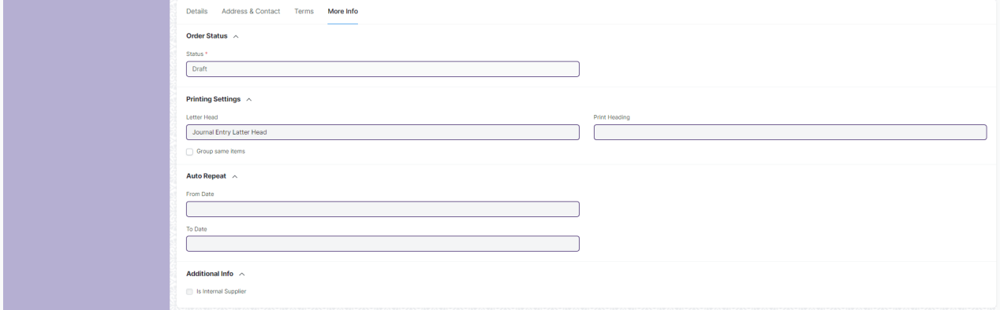 Details Address & Contact Terms More Info
Order Status
Status *
Draft
Printing Settings
Letter Head Print Heading
Journal Entry Latter Head
Group same items
Auto Repeat
From Date
To Date
Additional Info
Is Internal Supplier